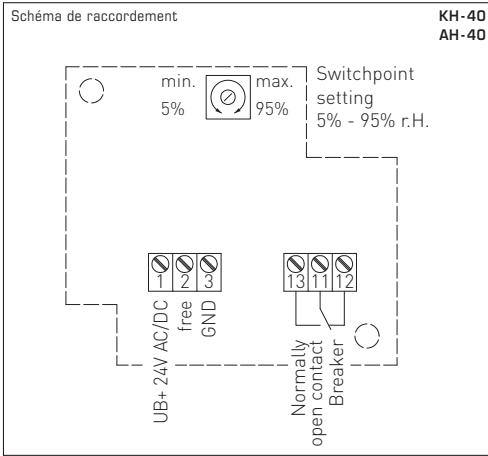 Schéma de raccordement
KH-40
AH-40
min.
max.
5%
95%
Switchpoint
setting
5% - 95% r.H.
1
2
3
13
11
12
UB+ 24V AC/DC
free
GND
Normally
open contact
Breaker